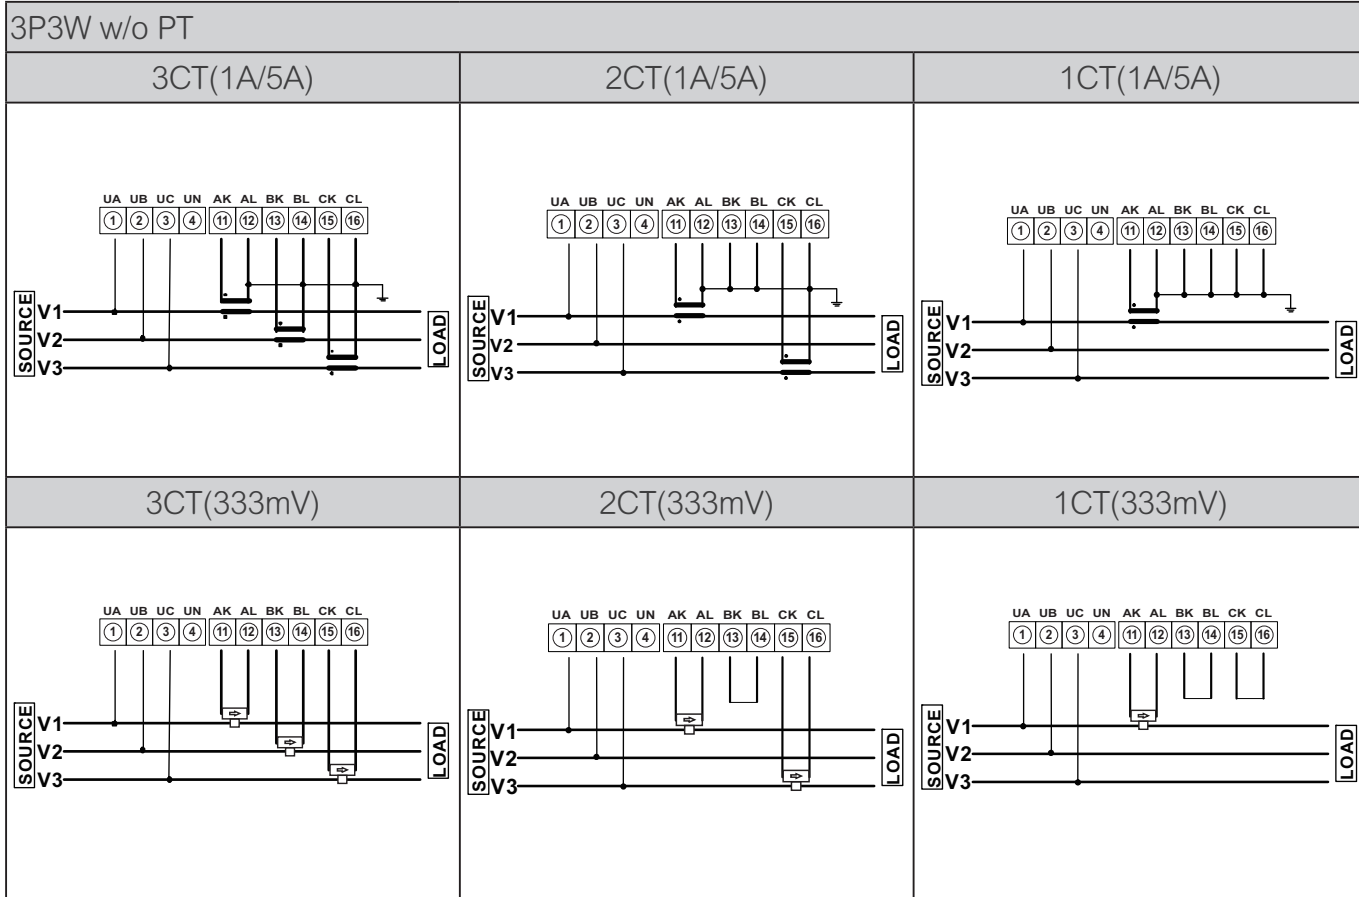 3P3W w/o PT
3CT(1A/5A)
2CT(1A/5A)
1CT(1A/5A)
UA UB UC UN AK AL BK BL CK CL
1 2 3 4 11 12 13 14 15 16
SOURCE
V1
V2
V3
LOAD
UA UB UC UN AK AL BK BL CK CL
1 2 3 4 11 12 13 14 15 16
SOURCE
V1
V2
V3
LOAD
UA UB UC UN AK AL BK BL CK CL
1 2 3 4 11 12 13 14 15 16
SOURCE
V1
V2
V3
LOAD
3CT(333mV)
2CT(333mV)
1CT(333mV)
UA UB UC UN AK AL BK BL CK CL
1 2 3 4 11 12 13 14 15 16
SOURCE
V1
V2
V3
LOAD
UA UB UC UN AK AL BK BL CK CL
1 2 3 4 11 12 13 14 15 16
SOURCE
V1
V2
V3
LOAD
UA UB UC UN AK AL BK BL CK CL
1 2 3 4 11 12 13 14 15 16
SOURCE
V1
V2
V3
LOAD